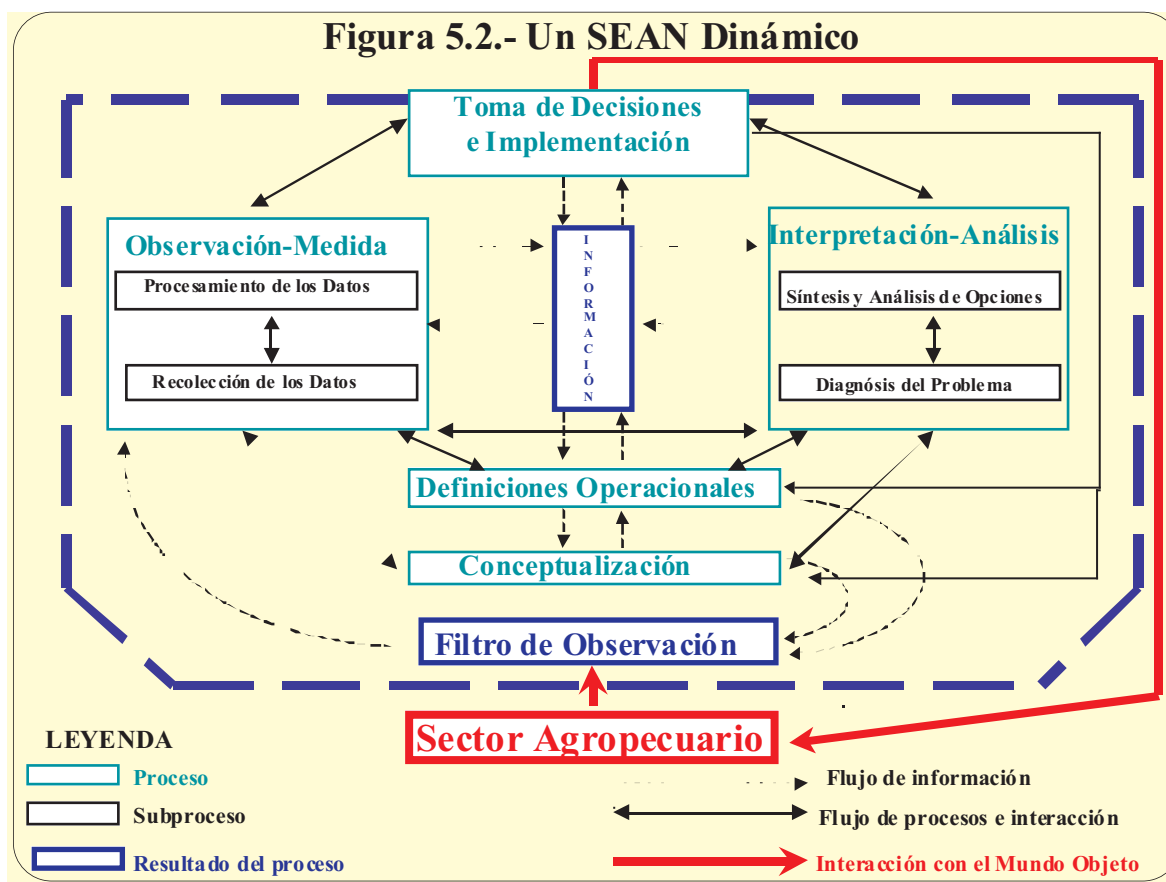 Figura 5.2.- Un SEAN Dinámico
Toma de Decisiones
e Implementación
Observación-Medida
Procesamiento de los Datos
Recolección de los Datos
INFORMACIÓN
Interpretación-Análisis
Síntesis y Análisis de Opciones
Diagnósis del Problema
Definiciones Operacionales
Conceptualización
Filtro de Observación
Sector Agropecuario
LEYENDA
Proceso
Subproceso
Resultado del proceso
Flujo de información
Flujo de procesos e interacción
Interacción con el Mundo Objeto